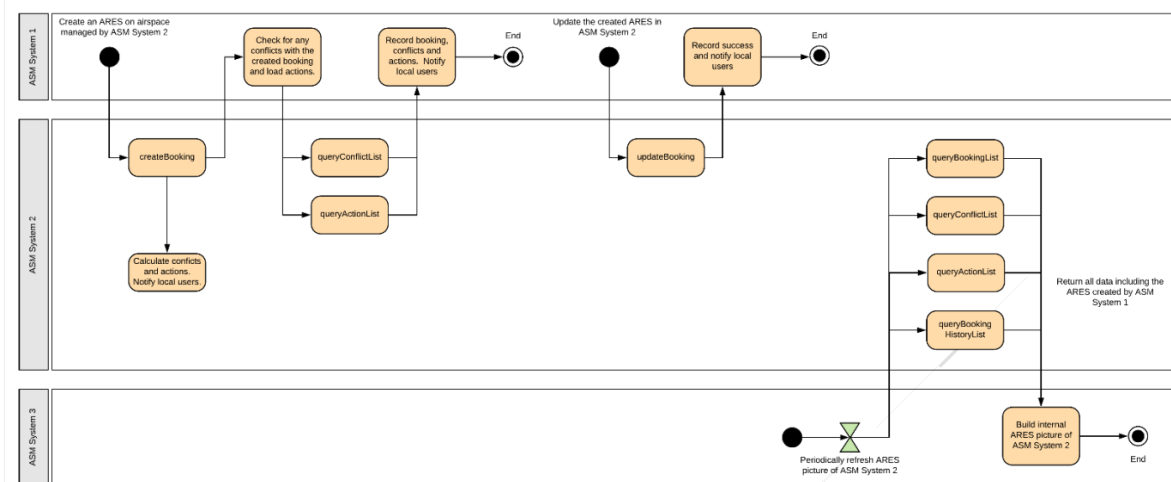 ASM System 1
Create an ARES on airspace
managed by ASM System 2
Check for any
conflicts with the
created booking
and load actions.
Record booking,
conflicts and
actions. Notify
local users
End
Update the created ARES in
ASM System 2
Record success
and notify local
users
End
ASM System 2
createBooking
queryConflictList
queryActionList
Calculate conficts
and actions.
Notify local users.
updateBooking
queryBookingList
queryConflictList
queryActionList
queryBooking
HistoryList
Return all data including the
ARES created by ASM
System 1
ASM System 3
Periodically refresh ARES
picture of ASM System 2
Build internal
ARES picture of
ASM System 2
End